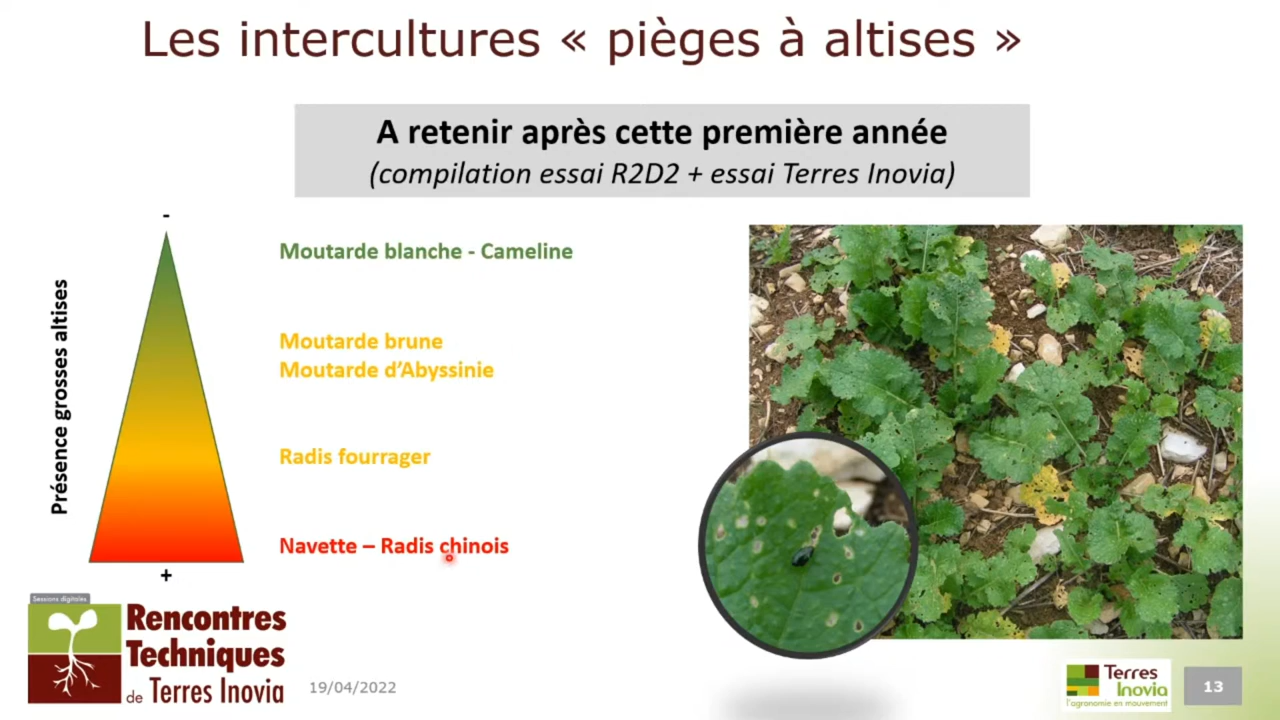 Les intercultures « pièges à altises »
A retenir après cette première année
(compilation essai R2D2 + essai Terres Inovia)
-
Présence grosses altises
Moutarde blanche - Cameline
Moutarde brune
Moutarde d’Abyssinie
Radis fourrager
Navette – Radis chinois
+
Sessions digitales
Rencontres
Techniques
de Terres Inovia
19/04/2022
Terres
Inovia
l'agronomie en mouvement
13